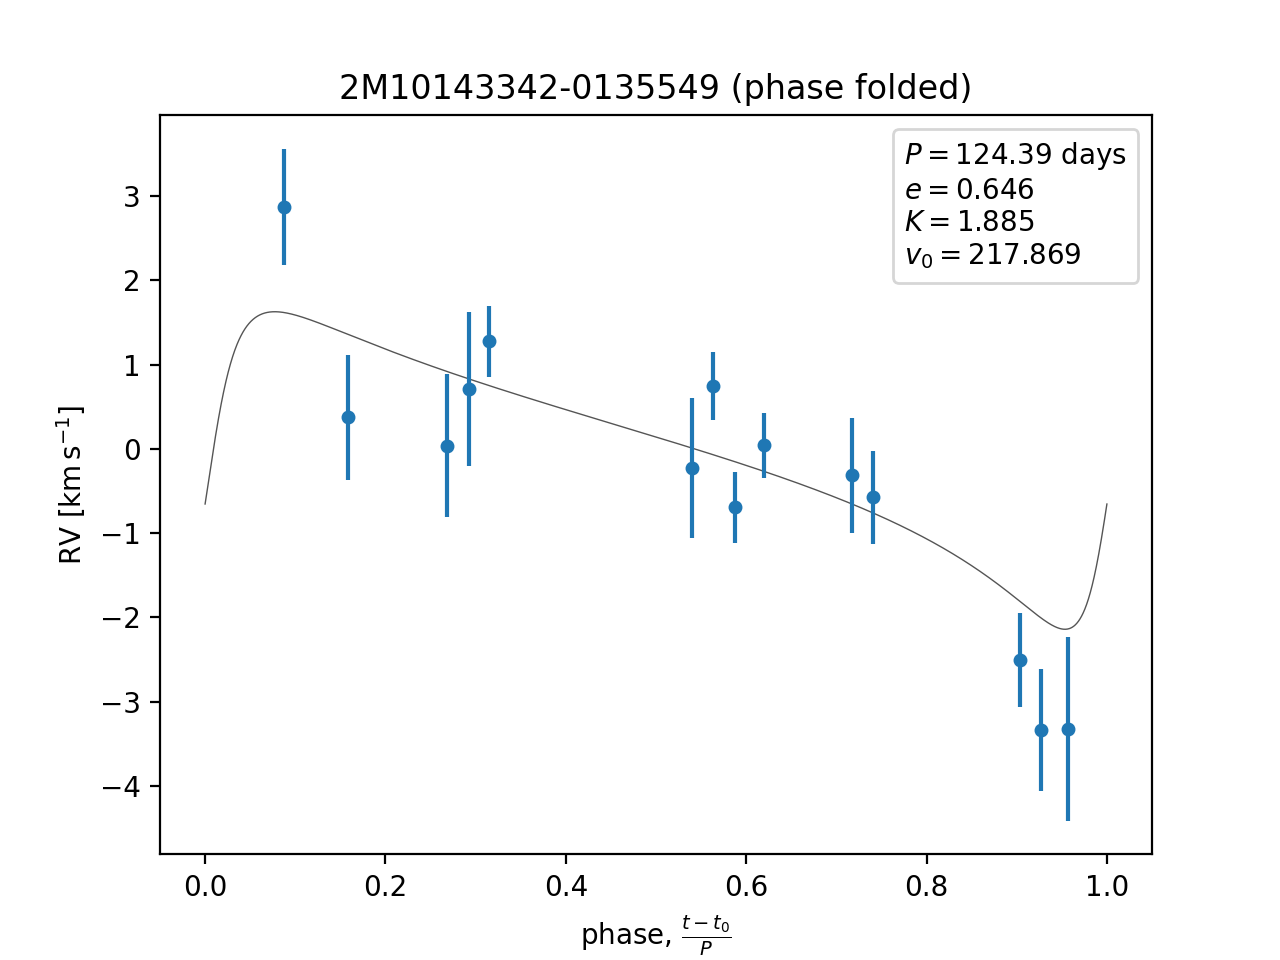 2M10143342-0135549 (phase folded)
P = 124.39 days
e = 0.646
K = 1.885
v₀ = 217.869
RV [km s⁻¹]
3
2
1
0
−1
−2
−3
−4
0.0 0.2 0.4 0.6 0.8 1.0
phase, (t − t₀)/P